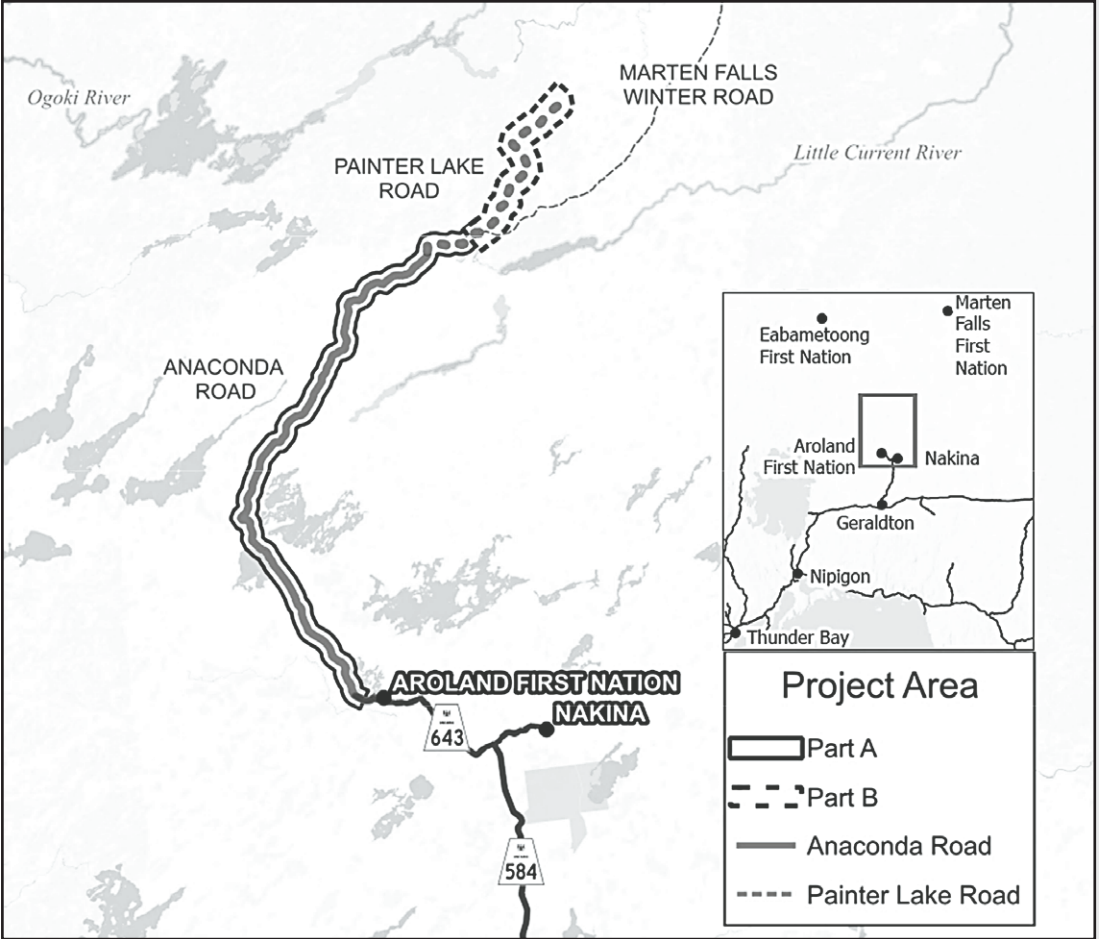 MARTEN FALLS
WINTER ROAD
Ogoki River
Little Current River
PAINTER LAKE
ROAD
ANACONDA
ROAD
AROLAND FIRST NATION
NAKINA
643
584
Marten
Falls
First
Nation
Eabametoong
First Nation
Aroland
First Nation
Nakina
Geraldton
Nipigon
Thunder Bay
Project Area
Part A
Part B
Anaconda Road
Painter Lake Road